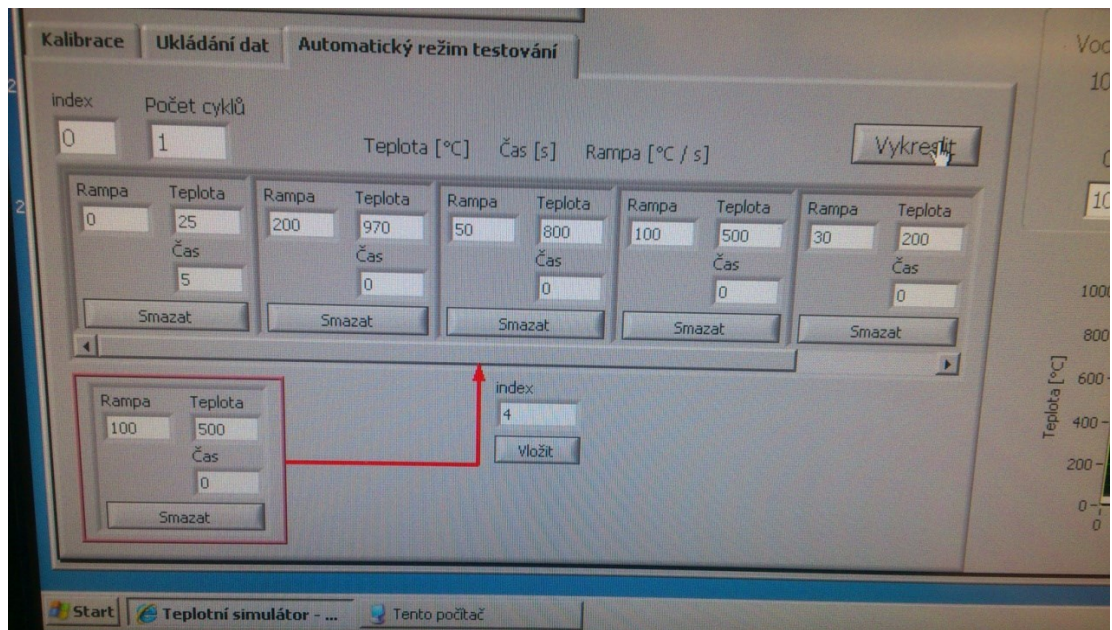 Kalibrace Ukládání dat Automatický režim testování
index Počet cyklů
0 1
Teplota [°C] Čas [s] Rampa [°C / s]
Vykreslit
Rampa Teplota Rampa Teplota Rampa Teplota Rampa Teplota Rampa Teplota
0 25 200 970 50 800 100 500 30 200
Čas Čas Čas Čas Čas
5 0 0 0 0
Smazat Smazat Smazat Smazat Smazat
Rampa Teplota
100 500
Čas
0
Smazat
index
4
Vložit
1000
800
600
400
200
0
0
Teplota [°C]
Start Teplotní simulátor - ... Tento počítač